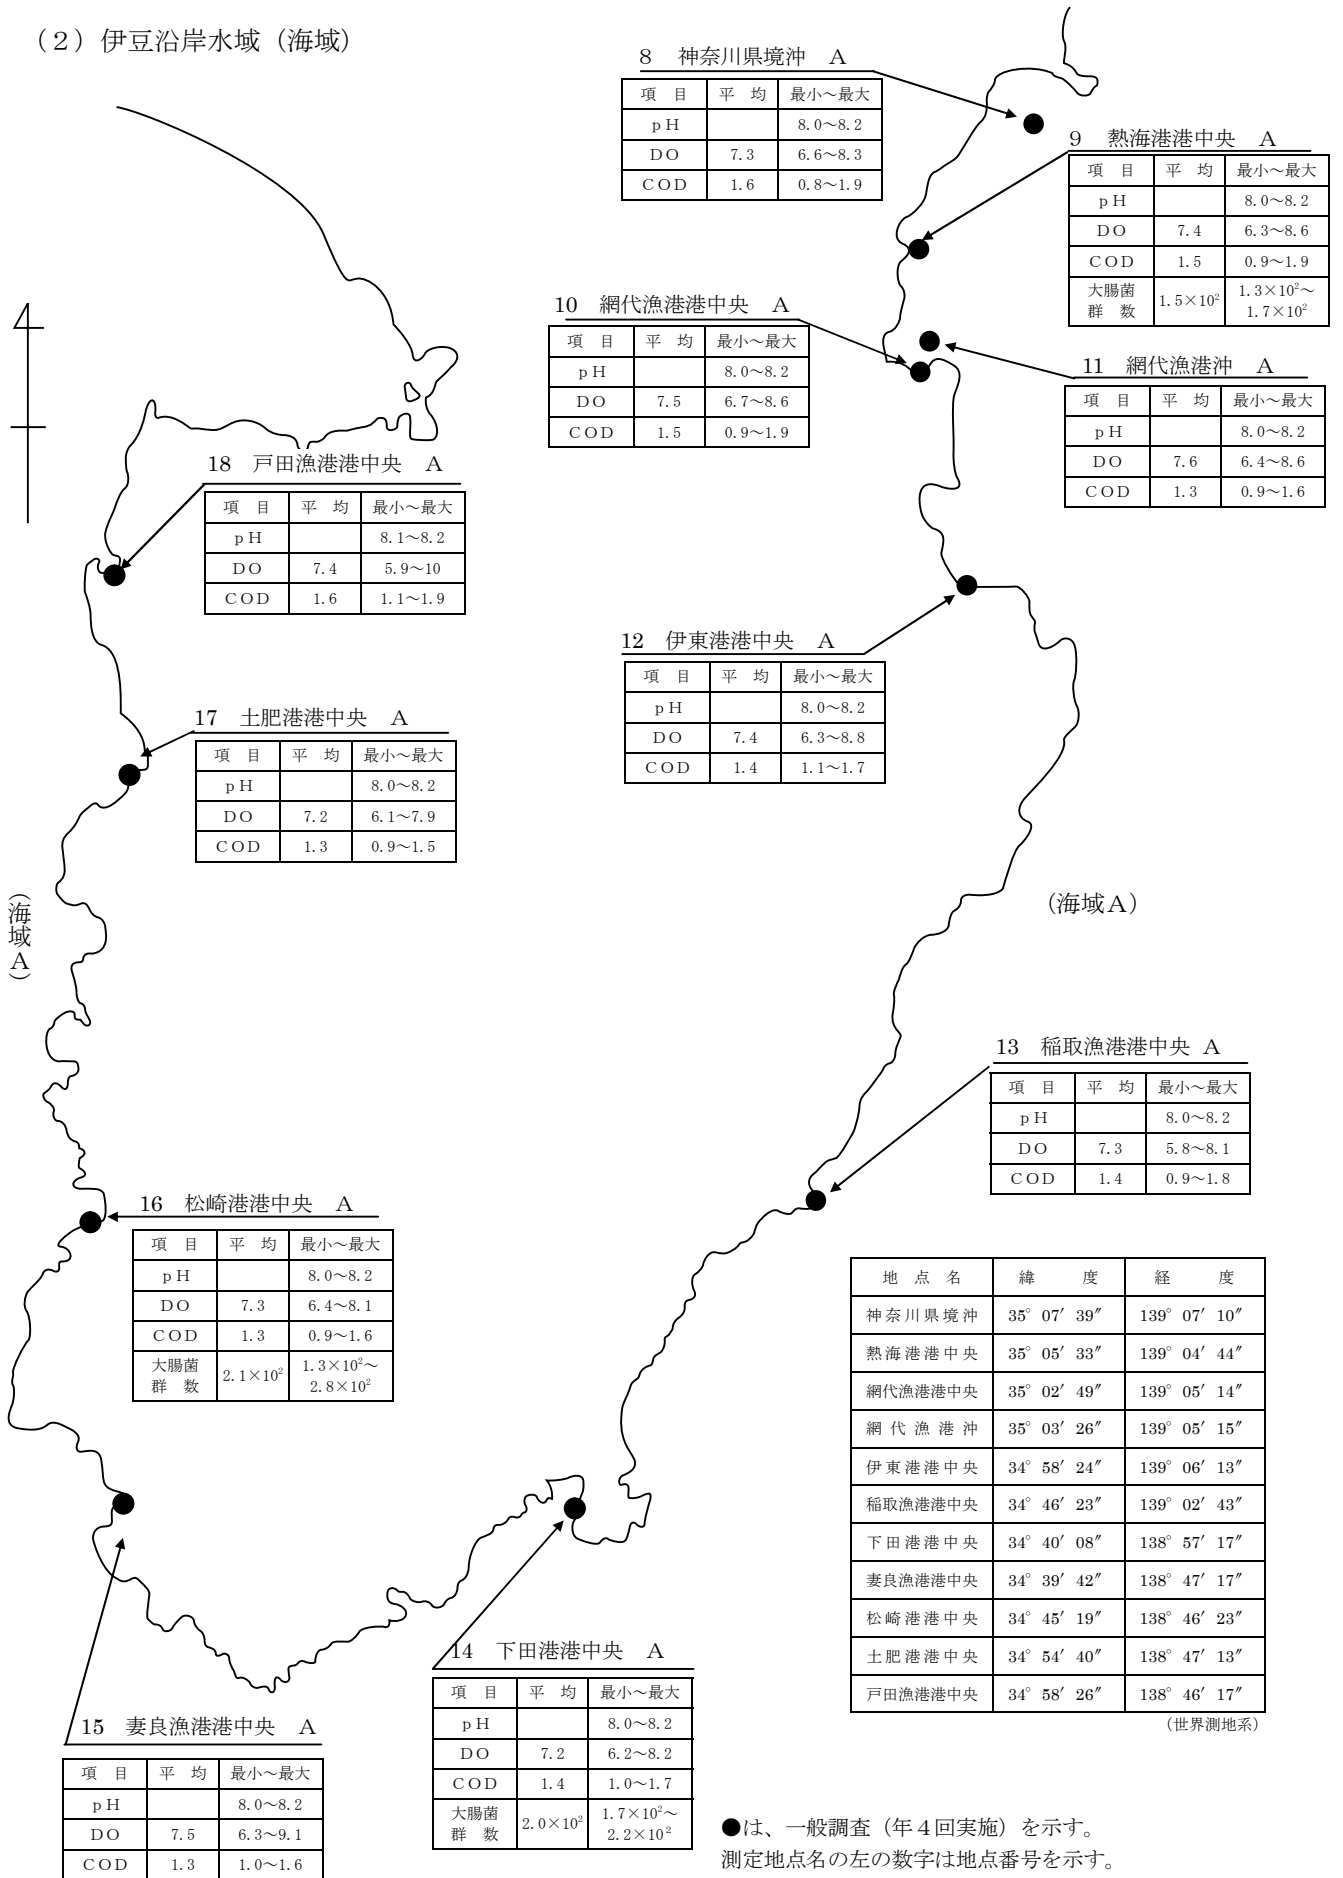 （２）伊豆沿岸水域（海域）
8　神奈川県境沖　A
項　目　平　均　最小～最大
ｐH　8.0～8.2
DO　7.3　6.6～8.3
COD　1.6　0.8～1.9
9　熱海港港中央　A
項　目　平　均　最小～最大
ｐH　8.0～8.2
DO　7.4　6.3～8.6
COD　1.5　0.9～1.9
大腸菌群　数　1.5×10²　1.3×10²～1.7×10²
10　網代漁港港中央　A
項　目　平　均　最小～最大
ｐH　8.0～8.2
DO　7.5　6.7～8.6
COD　1.5　0.9～1.9
11　網代漁港沖　A
項　目　平　均　最小～最大
ｐH　8.0～8.2
DO　7.6　6.4～8.6
COD　1.3　0.9～1.6
18　戸田漁港港中央　A
項　目　平　均　最小～最大
ｐH　8.1～8.2
DO　7.4　5.9～10
COD　1.6　1.1～1.9
12　伊東港港中央　A
項　目　平　均　最小～最大
ｐH　8.0～8.2
DO　7.4　6.3～8.8
COD　1.4　1.1～1.7
17　土肥港港中央　A
項　目　平　均　最小～最大
ｐH　8.0～8.2
DO　7.2　6.1～7.9
COD　1.3　0.9～1.5
（海域A）
（海域A）
13　稲取漁港港中央 A
項　目　平　均　最小～最大
ｐH　8.0～8.2
DO　7.3　5.8～8.1
COD　1.4　0.9～1.8
16　松崎港港中央　A
項　目　平　均　最小～最大
ｐH　8.0～8.2
DO　7.3　6.4～8.1
COD　1.3　0.9～1.6
大腸菌群　数　2.1×10²　1.3×10²～2.8×10²
地　点　名　緯　度　経　度
神奈川県境沖　35° 07′ 39″　139° 07′ 10″
熱海港港中央　35° 05′ 33″　139° 04′ 44″
網代漁港港中央　35° 02′ 49″　139° 05′ 14″
網代漁港沖　35° 03′ 26″　139° 05′ 15″
伊東港港中央　34° 58′ 24″　139° 06′ 13″
稲取漁港港中央　34° 46′ 23″　139° 02′ 43″
下田港港中央　34° 40′ 08″　138° 57′ 17″
妻良漁港港中央　34° 39′ 42″　138° 47′ 17″
松崎港港中央　34° 45′ 19″　138° 46′ 23″
土肥港港中央　34° 54′ 40″　138° 47′ 13″
戸田漁港港中央　34° 58′ 26″　138° 46′ 17″
（世界測地系）
14　下田港港中央　A
項　目　平　均　最小～最大
ｐH　8.0～8.2
DO　7.2　6.2～8.2
COD　1.4　1.0～1.7
大腸菌群　数　2.0×10²　1.7×10²～2.2×10²
15　妻良漁港港中央　A
項　目　平　均　最小～最大
ｐH　8.0～8.2
DO　7.5　6.3～9.1
COD　1.3　1.0～1.6
●は、一般調査（年４回実施）を示す。
測定地点名の左の数字は地点番号を示す。